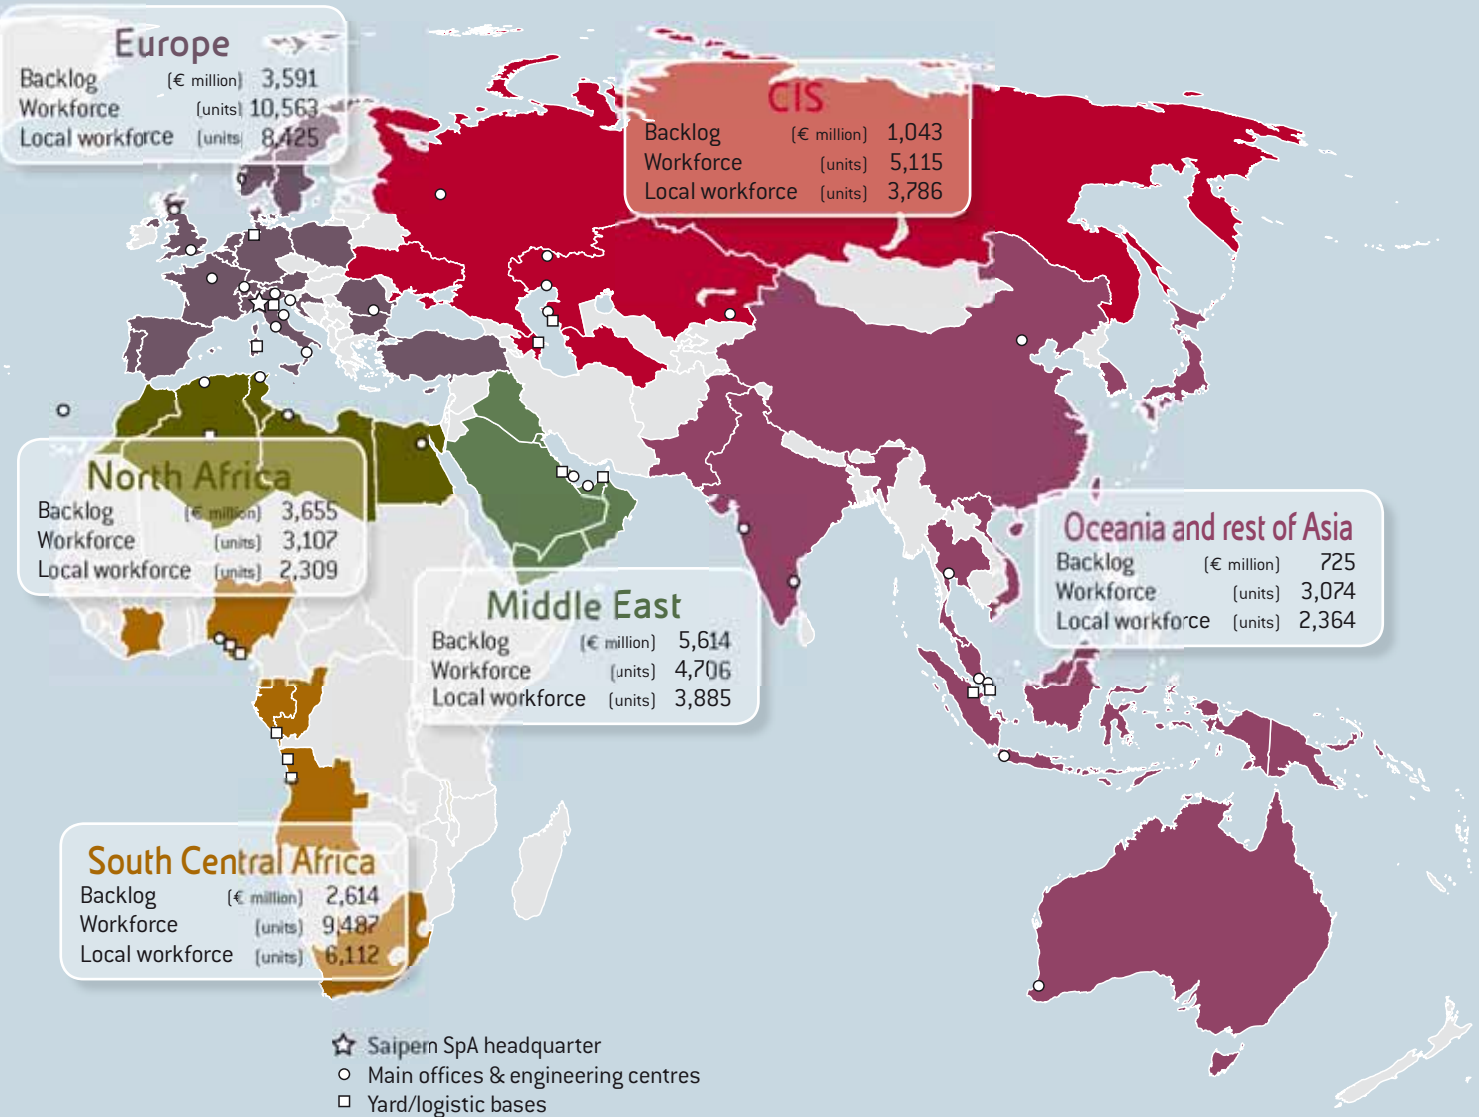 Europe
Backlog (€ million) 3,591
Workforce (units) 10,563
Local workforce (units) 8,425
CIS
Backlog (€ million) 1,043
Workforce (units) 5,115
Local workforce (units) 3,786
North Africa
Backlog (€ million) 3,655
Workforce (units) 3,107
Local workforce (units) 2,309
Oceania and rest of Asia
Backlog (€ million) 725
Workforce (units) 3,074
Local workforce (units) 2,364
Middle East
Backlog (€ million) 5,614
Workforce (units) 4,706
Local workforce (units) 3,885
South Central Africa
Backlog (€ million) 2,614
Workforce (units) 9,487
Local workforce (units) 6,112
Saipem SpA headquarter
Main offices & engineering centres
Yard/logistic bases